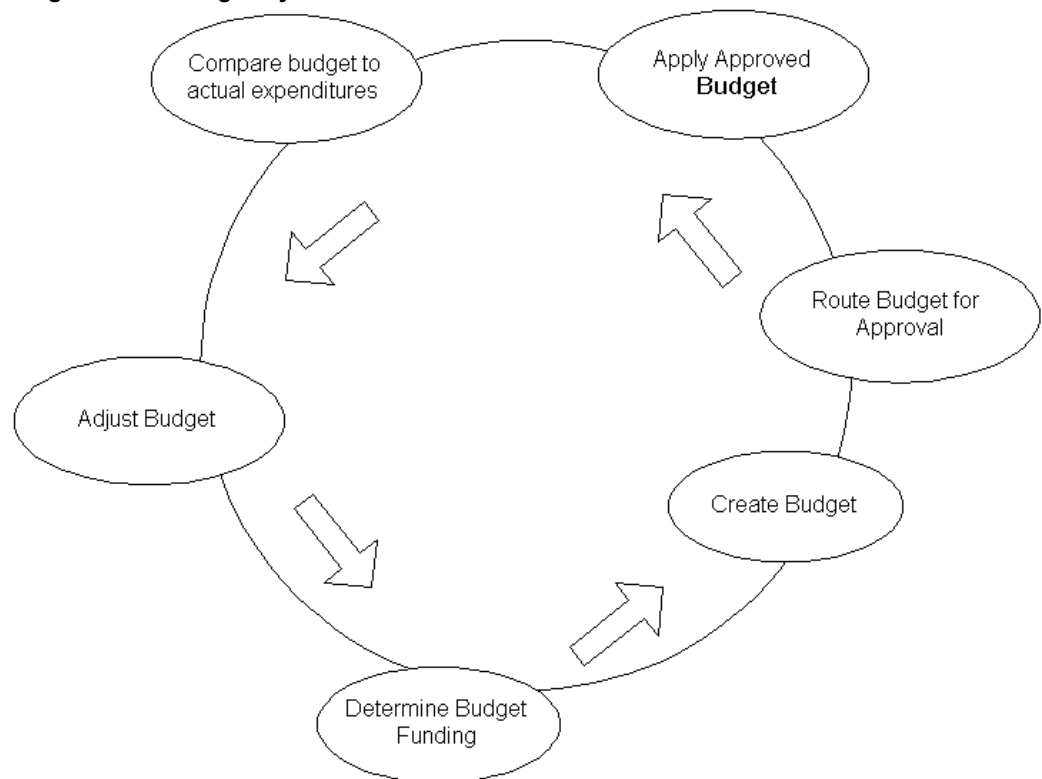 Compare budget to
actual expenditures
Apply Approved
Budget
Route Budget for
Approval
Adjust Budget
Create Budget
Determine Budget
Funding